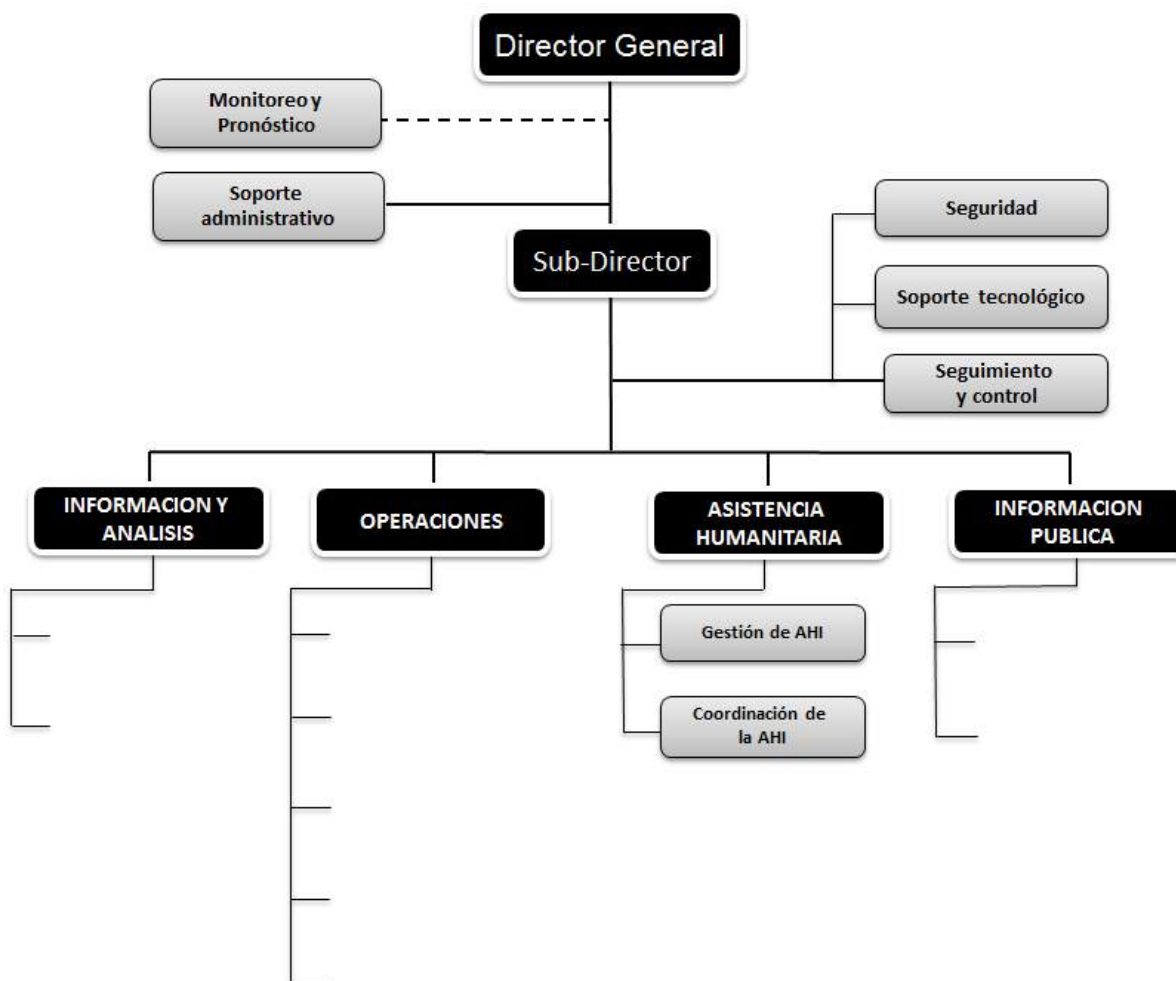 Director General
Monitoreo y
Pronóstico
Soporte
administrativo
Seguridad
Sub-Director
Soporte tecnológico
Seguimiento
y control
INFORMACION Y
ANALISIS
OPERACIONES
ASISTENCIA
HUMANITARIA
INFORMACION
PUBLICA
Gestión de AHI
Coordinación de
la AHI